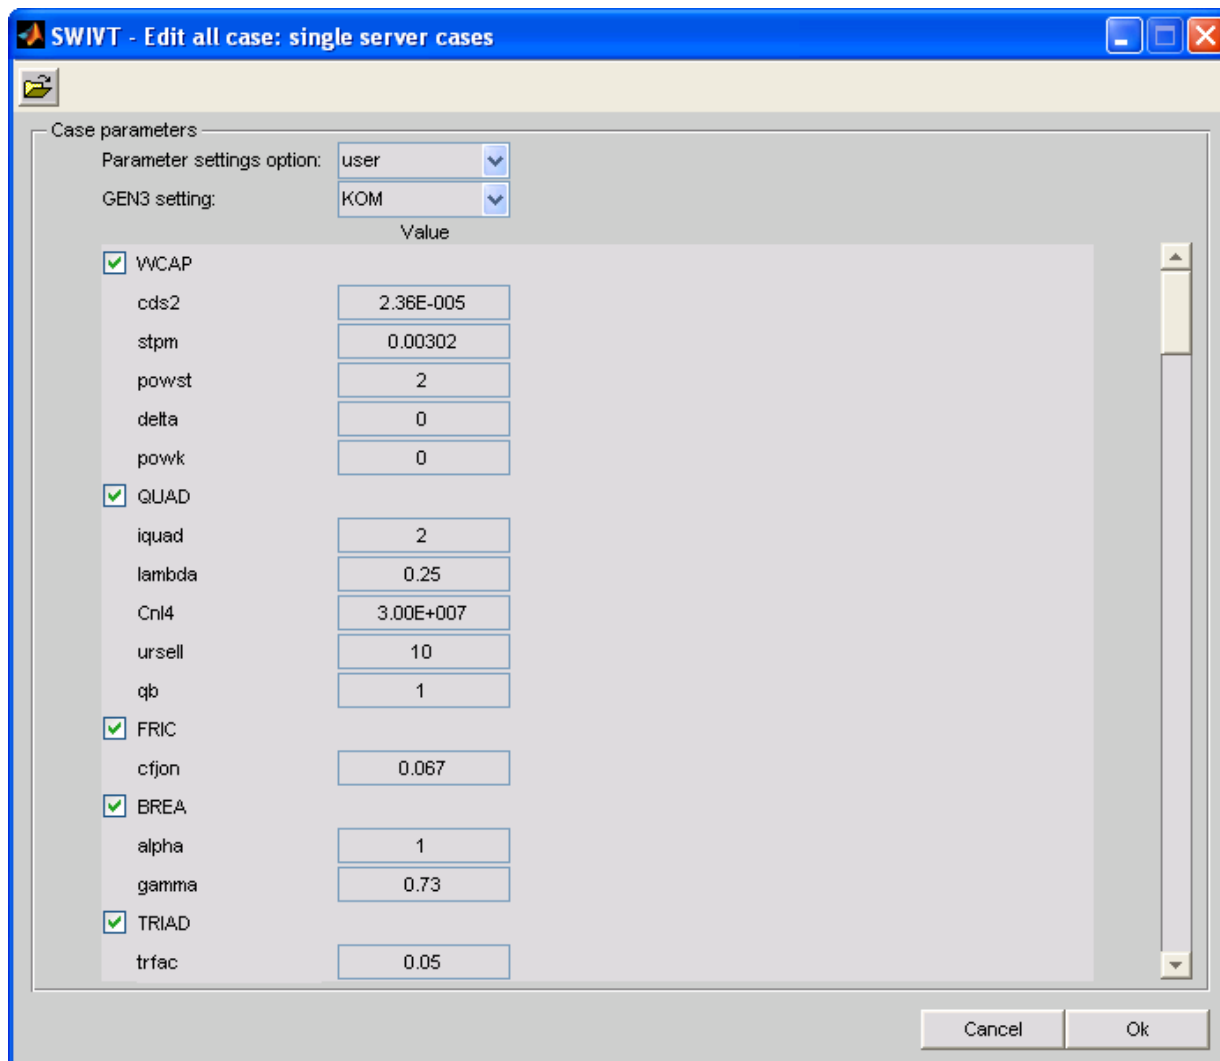 SWIVT - Edit all case: single server cases
Case parameters
Parameter settings option: user
GEN3 setting: KOM
Value
WCAP
cds2 2.36E-005
stpm 0.00302
powst 2
delta 0
powk 0
QUAD
iquad 2
lambda 0.25
Cnl4 3.00E+007
ursell 10
qb 1
FRIC
cfjon 0.067
BREA
alpha 1
gamma 0.73
TRIAD
trfac 0.05
Cancel Ok